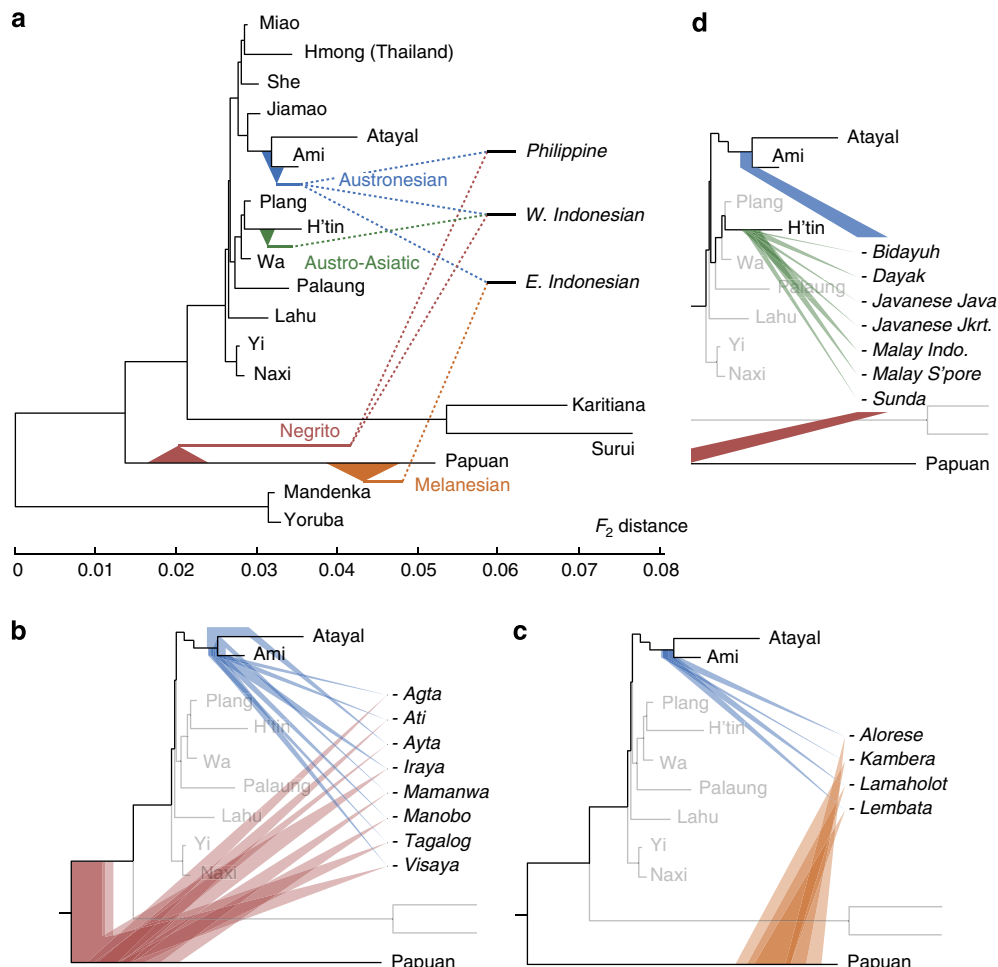 a
Miao
Hmong (Thailand)
She
Jiamao
Atayal
Ami
Austronesian
Plang
H'tin
Wa
Austro-Asiatic
Palaung
Lahu
Yi
Naxi
Karitiana
Surui
Negrito
Papuan
Melanesian
Mandenka
Yoruba
Philippine
W. Indonesian
E. Indonesian
F2 distance
0 0.01 0.02 0.03 0.04 0.05 0.06 0.07 0.08
d
Atayal
Ami
Plang
H'tin
Wa
Palaung
Lahu
Yi
Naxi
- Bidayuh
- Dayak
- Javanese Java
- Javanese Jkrt.
- Malay Indo.
- Malay S'pore
- Sunda
Papuan
b
Atayal
Ami
Plang
H'tin
Wa
Palaung
Lahu
Yi
Naxi
- Agta
- Ati
- Ayta
- Iraya
- Mamanwa
- Manobo
- Tagalog
- Visaya
Papuan
c
Atayal
Ami
Plang
H'tin
Wa
Palaung
Lahu
Yi
Naxi
- Alorese
- Kambera
- Lamaholot
- Lembata
Papuan